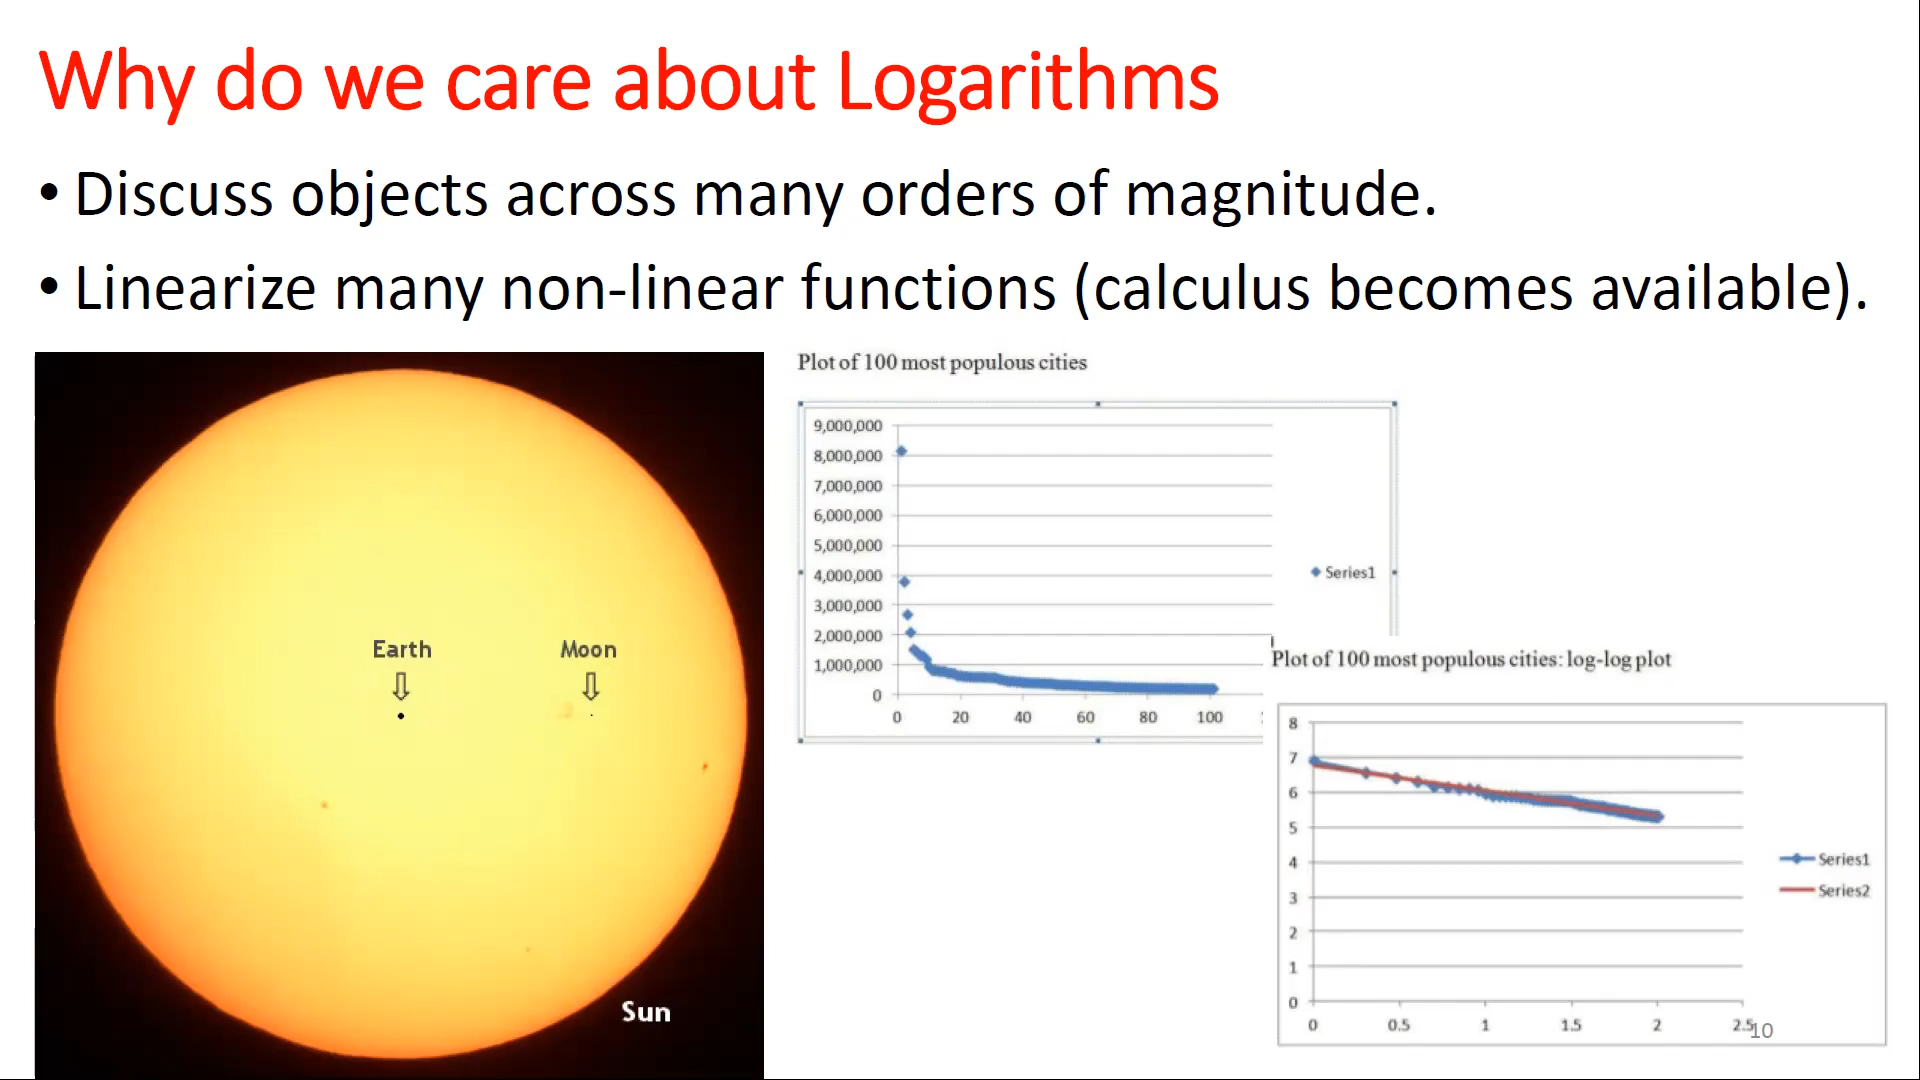 Why do we care about Logarithms
• Discuss objects across many orders of magnitude.
• Linearize many non-linear functions (calculus becomes available).
Earth
Moon
Sun
Plot of 100 most populous cities
9,000,000
8,000,000
7,000,000
6,000,000
5,000,000
4,000,000
3,000,000
2,000,000
1,000,000
0
0 20 40 60 80 100
Series1
Plot of 100 most populous cities: log-log plot
8
7
6
5
4
3
2
1
0
0 0.5 1 1.5 2 2.5
Series1
Series2
10